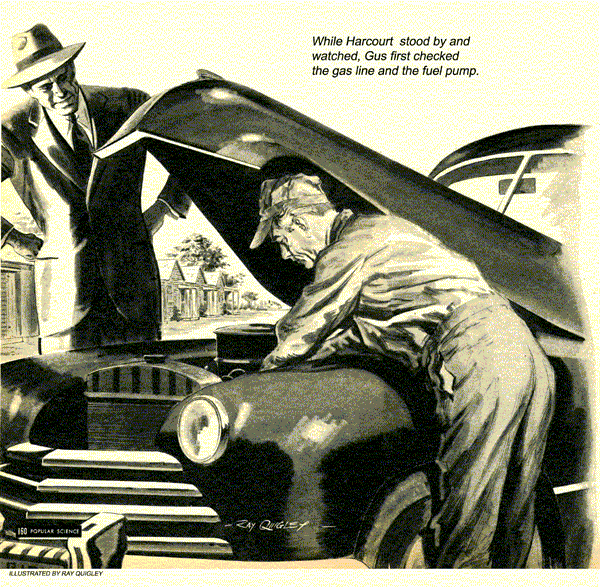 While Harcourt  stood by and
watched, Gus first checked
the gas line and the fuel pump.
- RAY QUIGLEY -
160 POPULAR SCIENCE
ILLUSTRATED BY RAY QUIGLEY